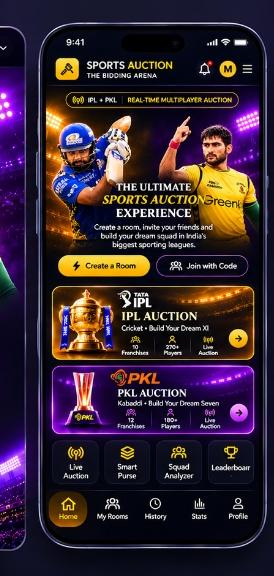 9:41
SPORTS AUCTION
THE BIDDING ARENA
M
IPL + PKL | REAL-TIME MULTIPLAYER AUCTION
THE ULTIMATE
SPORTS AUCTION
EXPERIENCE
Greenl
Create a room, invite your friends and
build your dream squad in India's
biggest sporting leagues.
Create a Room
Join with Code
TATA
IPL
IPL AUCTION
Cricket • Build Your Dream XI
10 Franchises
270+ Players
Live Auction
PKL
PKL AUCTION
Kabaddi • Build Your Dream Seven
PKL
12 Franchises
180+ Players
Live Auction
Live Auction
Smart Purse
Squad Analyzer
Leaderboarr
Home
My Rooms
History
Stats
Profile